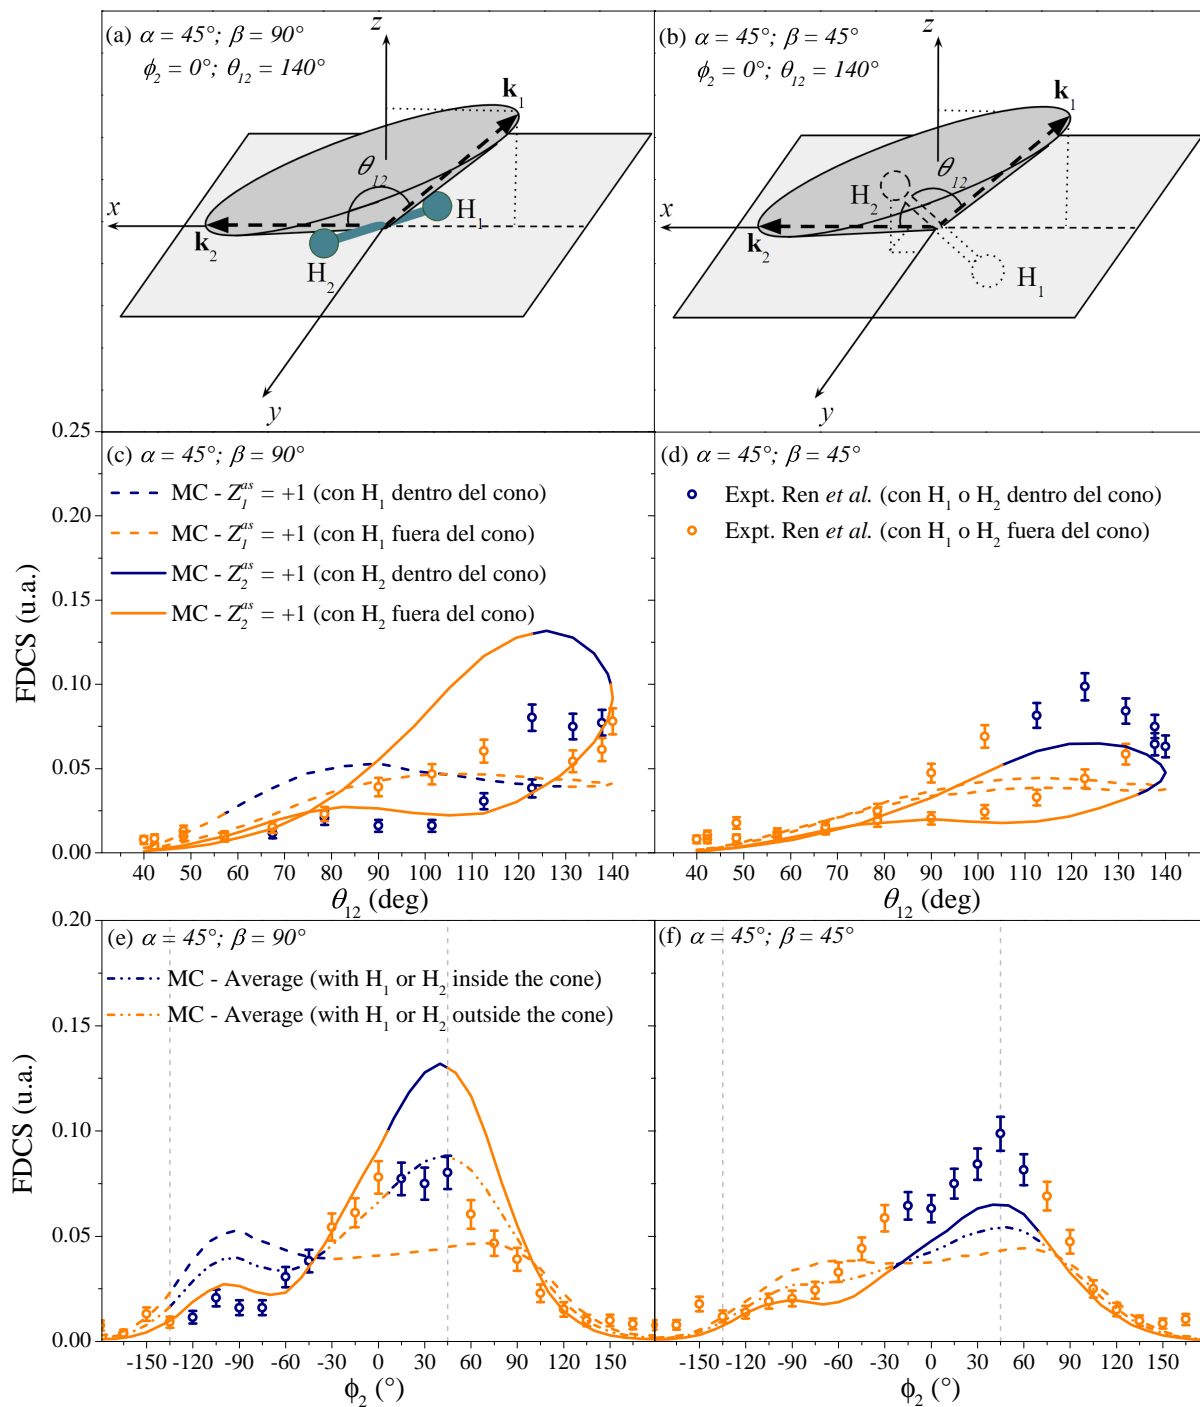 (a) α = 45°; β = 90°
ϕ₂ = 0°; θ₁₂ = 140°
z
k₁
θ₁₂
x
H₁
k₂
H₂
y
(b) α = 45°; β = 45°
ϕ₂ = 0°; θ₁₂ = 140°
z
k₁
θ₁₂
H₂
x
k₂
H₁
y
(c) α = 45°; β = 90°
MC - Z₁ᵃˢ = +1 (con H₁ dentro del cono)
MC - Z₁ᵃˢ = +1 (con H₁ fuera del cono)
MC - Z₂ᵃˢ = +1 (con H₂ dentro del cono)
MC - Z₂ᵃˢ = +1 (con H₂ fuera del cono)
0.25
0.20
0.15
0.10
0.05
0.00
FDCS (u.a.)
40 50 60 70 80 90 100 110 120 130 140
θ₁₂ (deg)
(d) α = 45°; β = 45°
Expt. Ren et al. (con H₁ o H₂ dentro del cono)
Expt. Ren et al. (con H₁ o H₂ fuera del cono)
40 50 60 70 80 90 100 110 120 130 140
θ₁₂ (deg)
(e) α = 45°; β = 90°
MC - Average (with H₁ or H₂ inside the cone)
MC - Average (with H₁ or H₂ outside the cone)
0.20
0.15
0.10
0.05
0.00
FDCS (u.a.)
-150 -120 -90 -60 -30 0 30 60 90 120 150
ϕ₂ (°)
(f) α = 45°; β = 45°
-150 -120 -90 -60 -30 0 30 60 90 120 150
ϕ₂ (°)